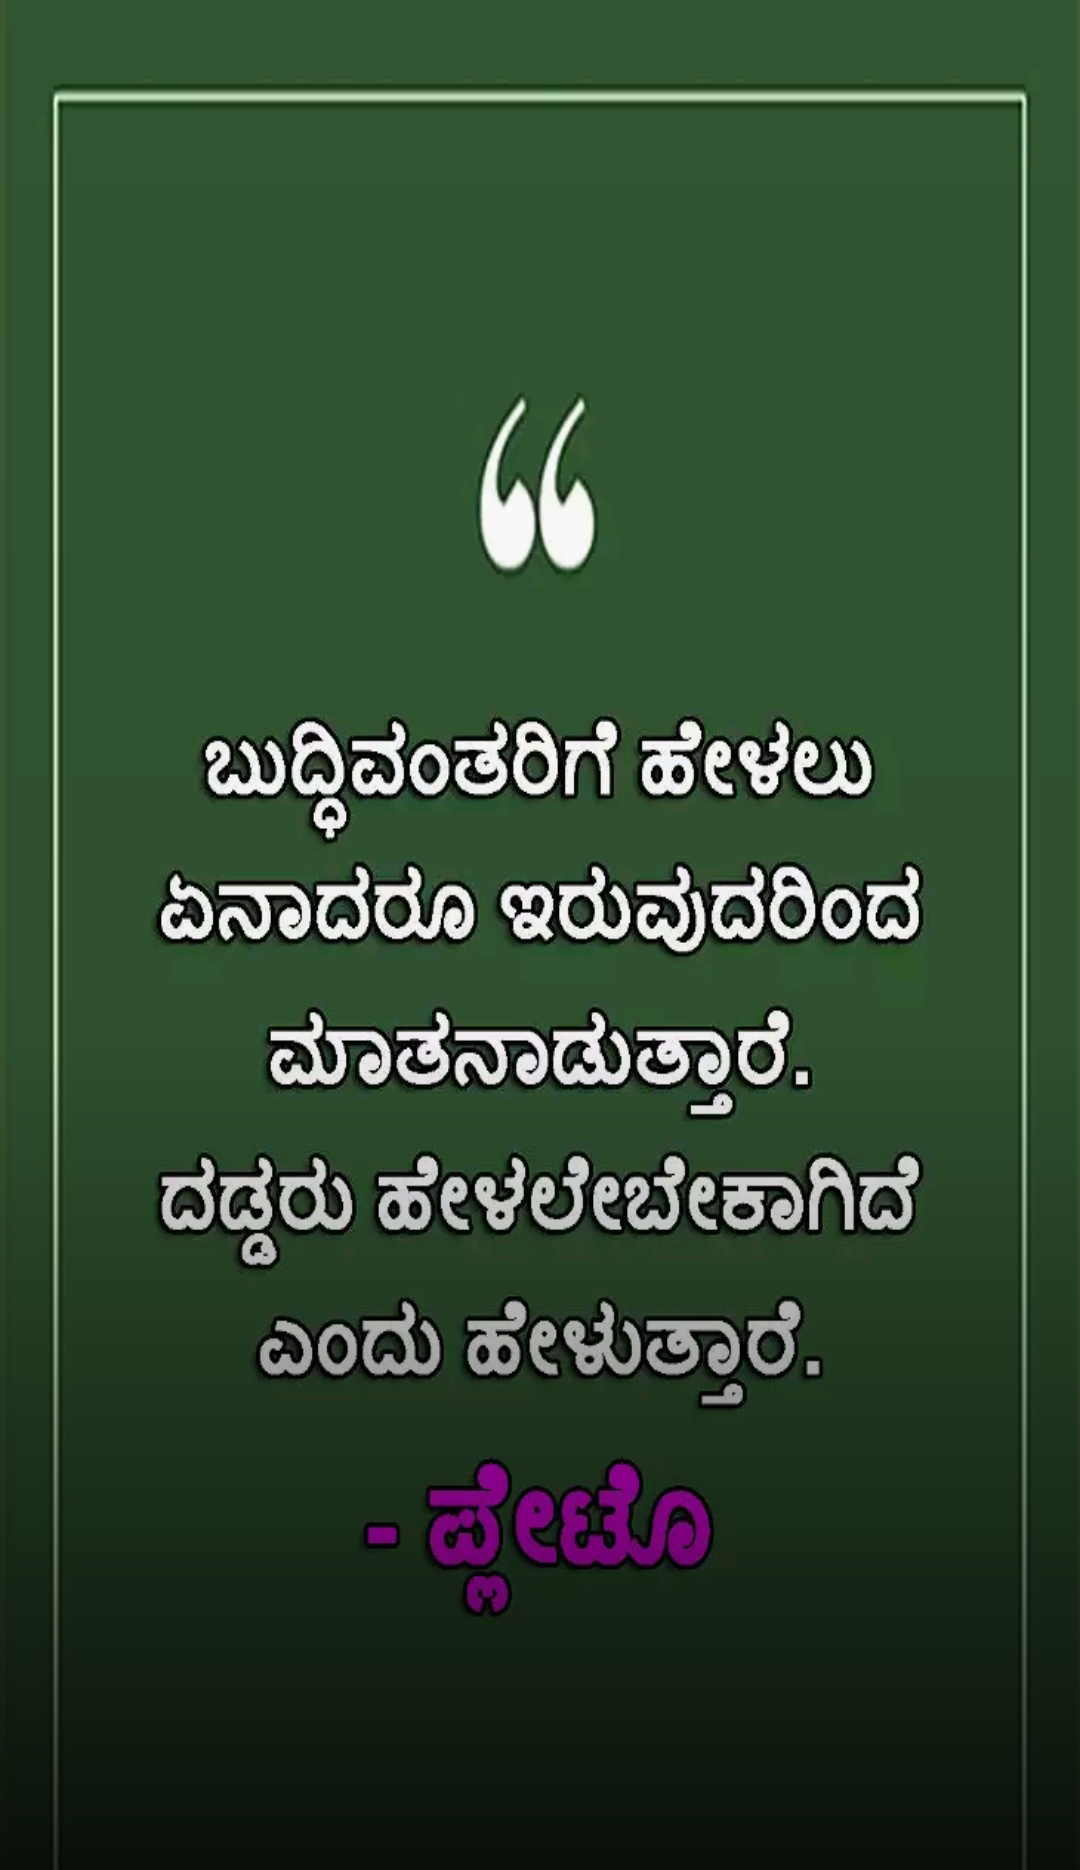 “
ಬುದ್ಧಿವಂತರಿಗೆ ಹೇಳಲು
ಏನಾದರೂ ಇರುವುದರಿಂದ
ಮಾತನಾಡುತ್ತಾರೆ.
ದಡ್ಡರು ಹೇಳಲೇಬೇಕಾಗಿದೆ
ಎಂದು ಹೇಳುತ್ತಾರೆ.
- ಪ್ಲೇಟೊ